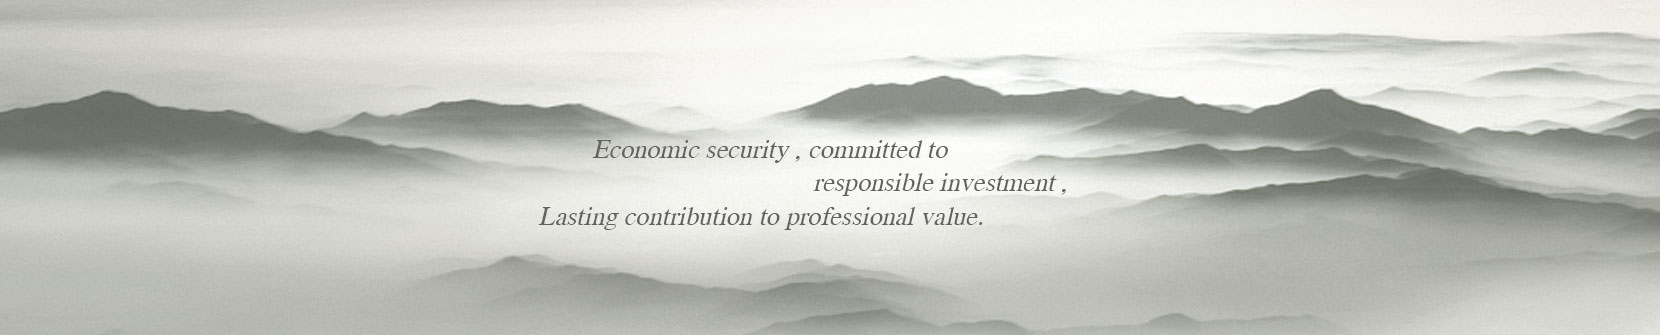 Economic security , committed to
responsible investment ,
Lasting contribution to professional value.